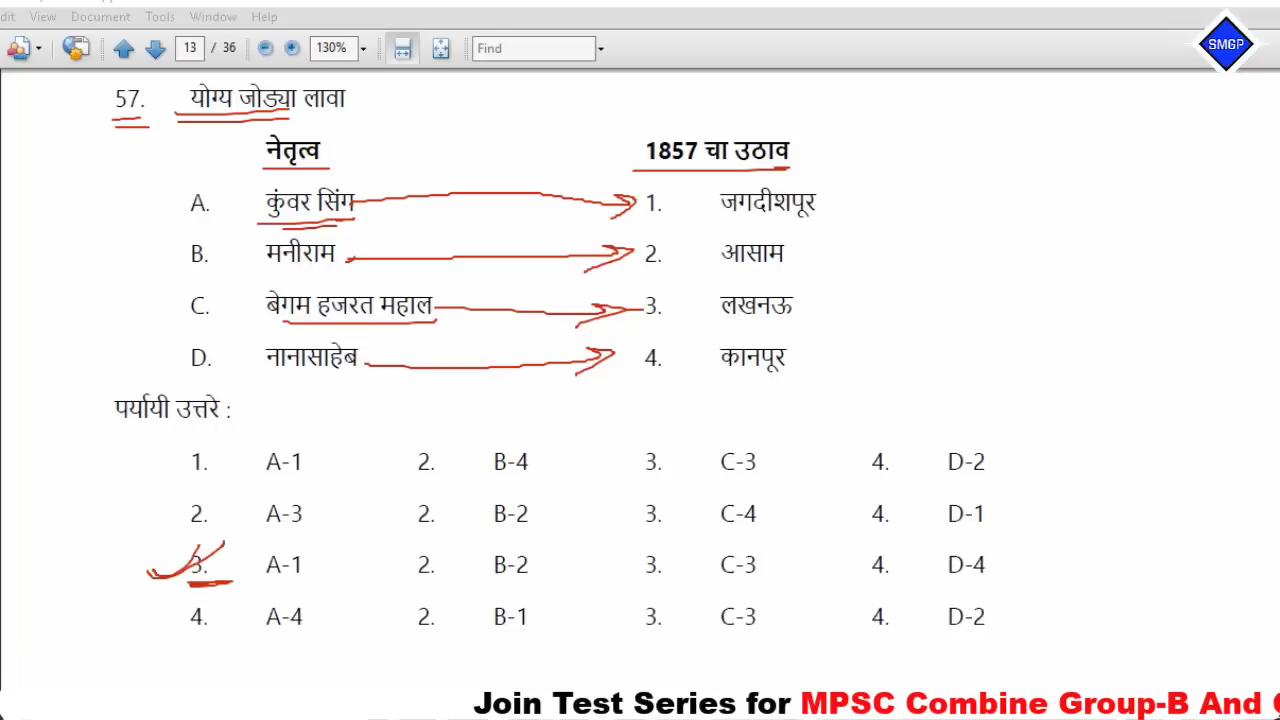 dit View Document Tools Window Help
13 / 36 130% Find
SMGP
57. योग्य जोड्या लावा
नेतृत्व 1857 चा उठाव
A. कुंवर सिंग 1. जगदीशपूर
B. मनीराम 2. आसाम
C. बेगम हजरत महाल 3. लखनऊ
D. नानासाहेब 4. कानपूर
पर्यायी उत्तरे :
1. A-1 2. B-4 3. C-3 4. D-2
2. A-3 2. B-2 3. C-4 4. D-1
3. A-1 2. B-2 3. C-3 4. D-4
4. A-4 2. B-1 3. C-3 4. D-2
Join Test Series for MPSC Combine Group-B And